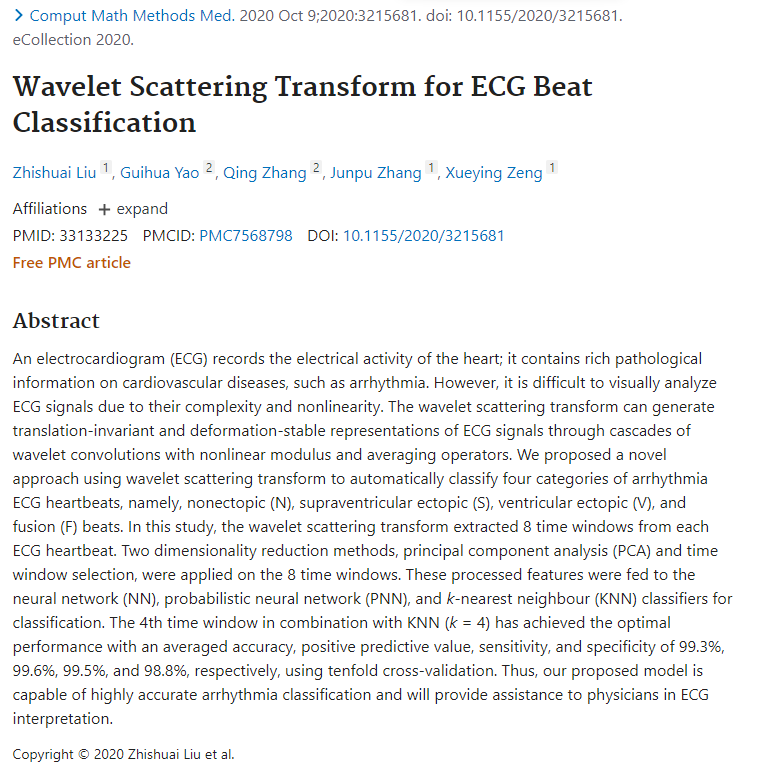 > Comput Math Methods Med. 2020 Oct 9;2020:3215681. doi: 10.1155/2020/3215681.
eCollection 2020.
Wavelet Scattering Transform for ECG Beat
Classification
Zhishuai Liu 1, Guihua Yao 2, Qing Zhang 2, Junpu Zhang 1, Xueying Zeng 1
Affiliations + expand
PMID: 33133225 PMCID: PMC7568798 DOI: 10.1155/2020/3215681
Free PMC article
Abstract
An electrocardiogram (ECG) records the electrical activity of the heart; it contains rich pathological
information on cardiovascular diseases, such as arrhythmia. However, it is difficult to visually analyze
ECG signals due to their complexity and nonlinearity. The wavelet scattering transform can generate
translation-invariant and deformation-stable representations of ECG signals through cascades of
wavelet convolutions with nonlinear modulus and averaging operators. We proposed a novel
approach using wavelet scattering transform to automatically classify four categories of arrhythmia
ECG heartbeats, namely, nonectopic (N), supraventricular ectopic (S), ventricular ectopic (V), and
fusion (F) beats. In this study, the wavelet scattering transform extracted 8 time windows from each
ECG heartbeat. Two dimensionality reduction methods, principal component analysis (PCA) and time
window selection, were applied on the 8 time windows. These processed features were fed to the
neural network (NN), probabilistic neural network (PNN), and k-nearest neighbour (KNN) classifiers for
classification. The 4th time window in combination with KNN (k = 4) has achieved the optimal
performance with an averaged accuracy, positive predictive value, sensitivity, and specificity of 99.3%,
99.6%, 99.5%, and 98.8%, respectively, using tenfold cross-validation. Thus, our proposed model is
capable of highly accurate arrhythmia classification and will provide assistance to physicians in ECG
interpretation.
Copyright © 2020 Zhishuai Liu et al.